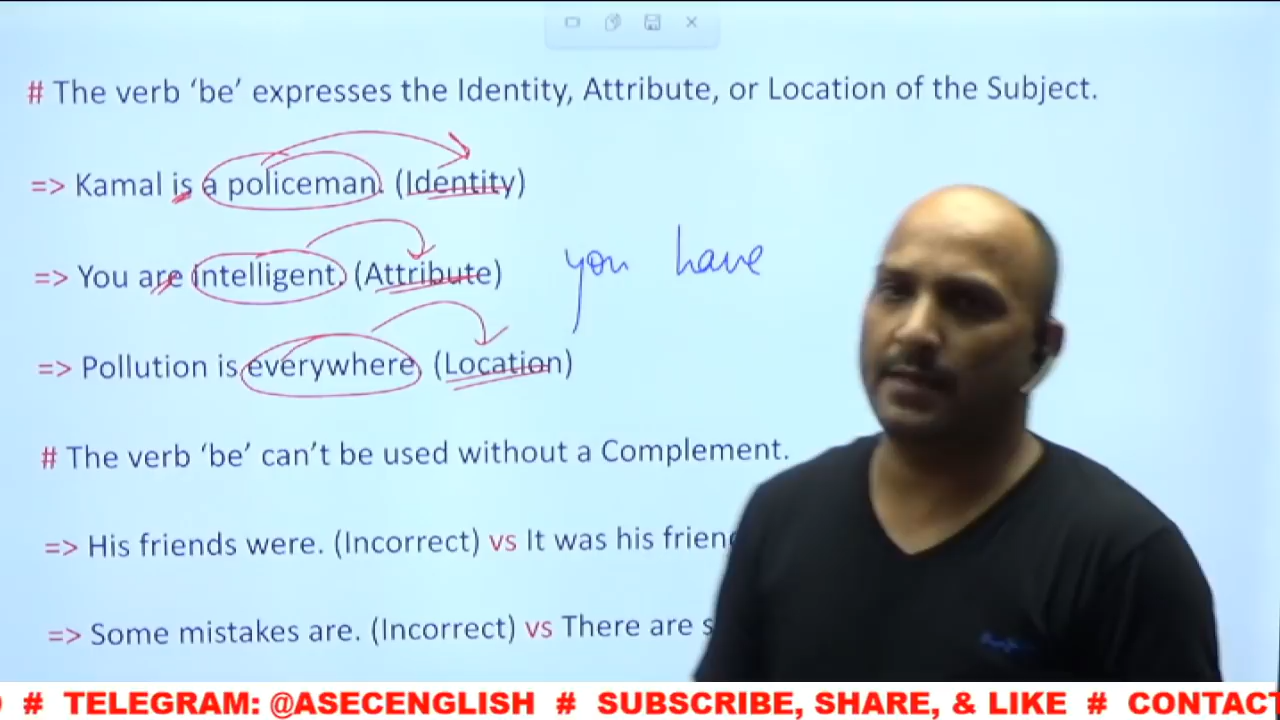 # The verb ‘be’ expresses the Identity, Attribute, or Location of the Subject.
=> Kamal is a policeman. (Identity)
=> You are intelligent. (Attribute)
you have
=> Pollution is everywhere. (Location)
# The verb ‘be’ can’t be used without a Complement.
=> His friends were. (Incorrect) vs It was his
=> Some mistakes are. (Incorrect) vs There are
# TELEGRAM: @ASECENGLISH # SUBSCRIBE, SHARE, & LIKE # CONTACT